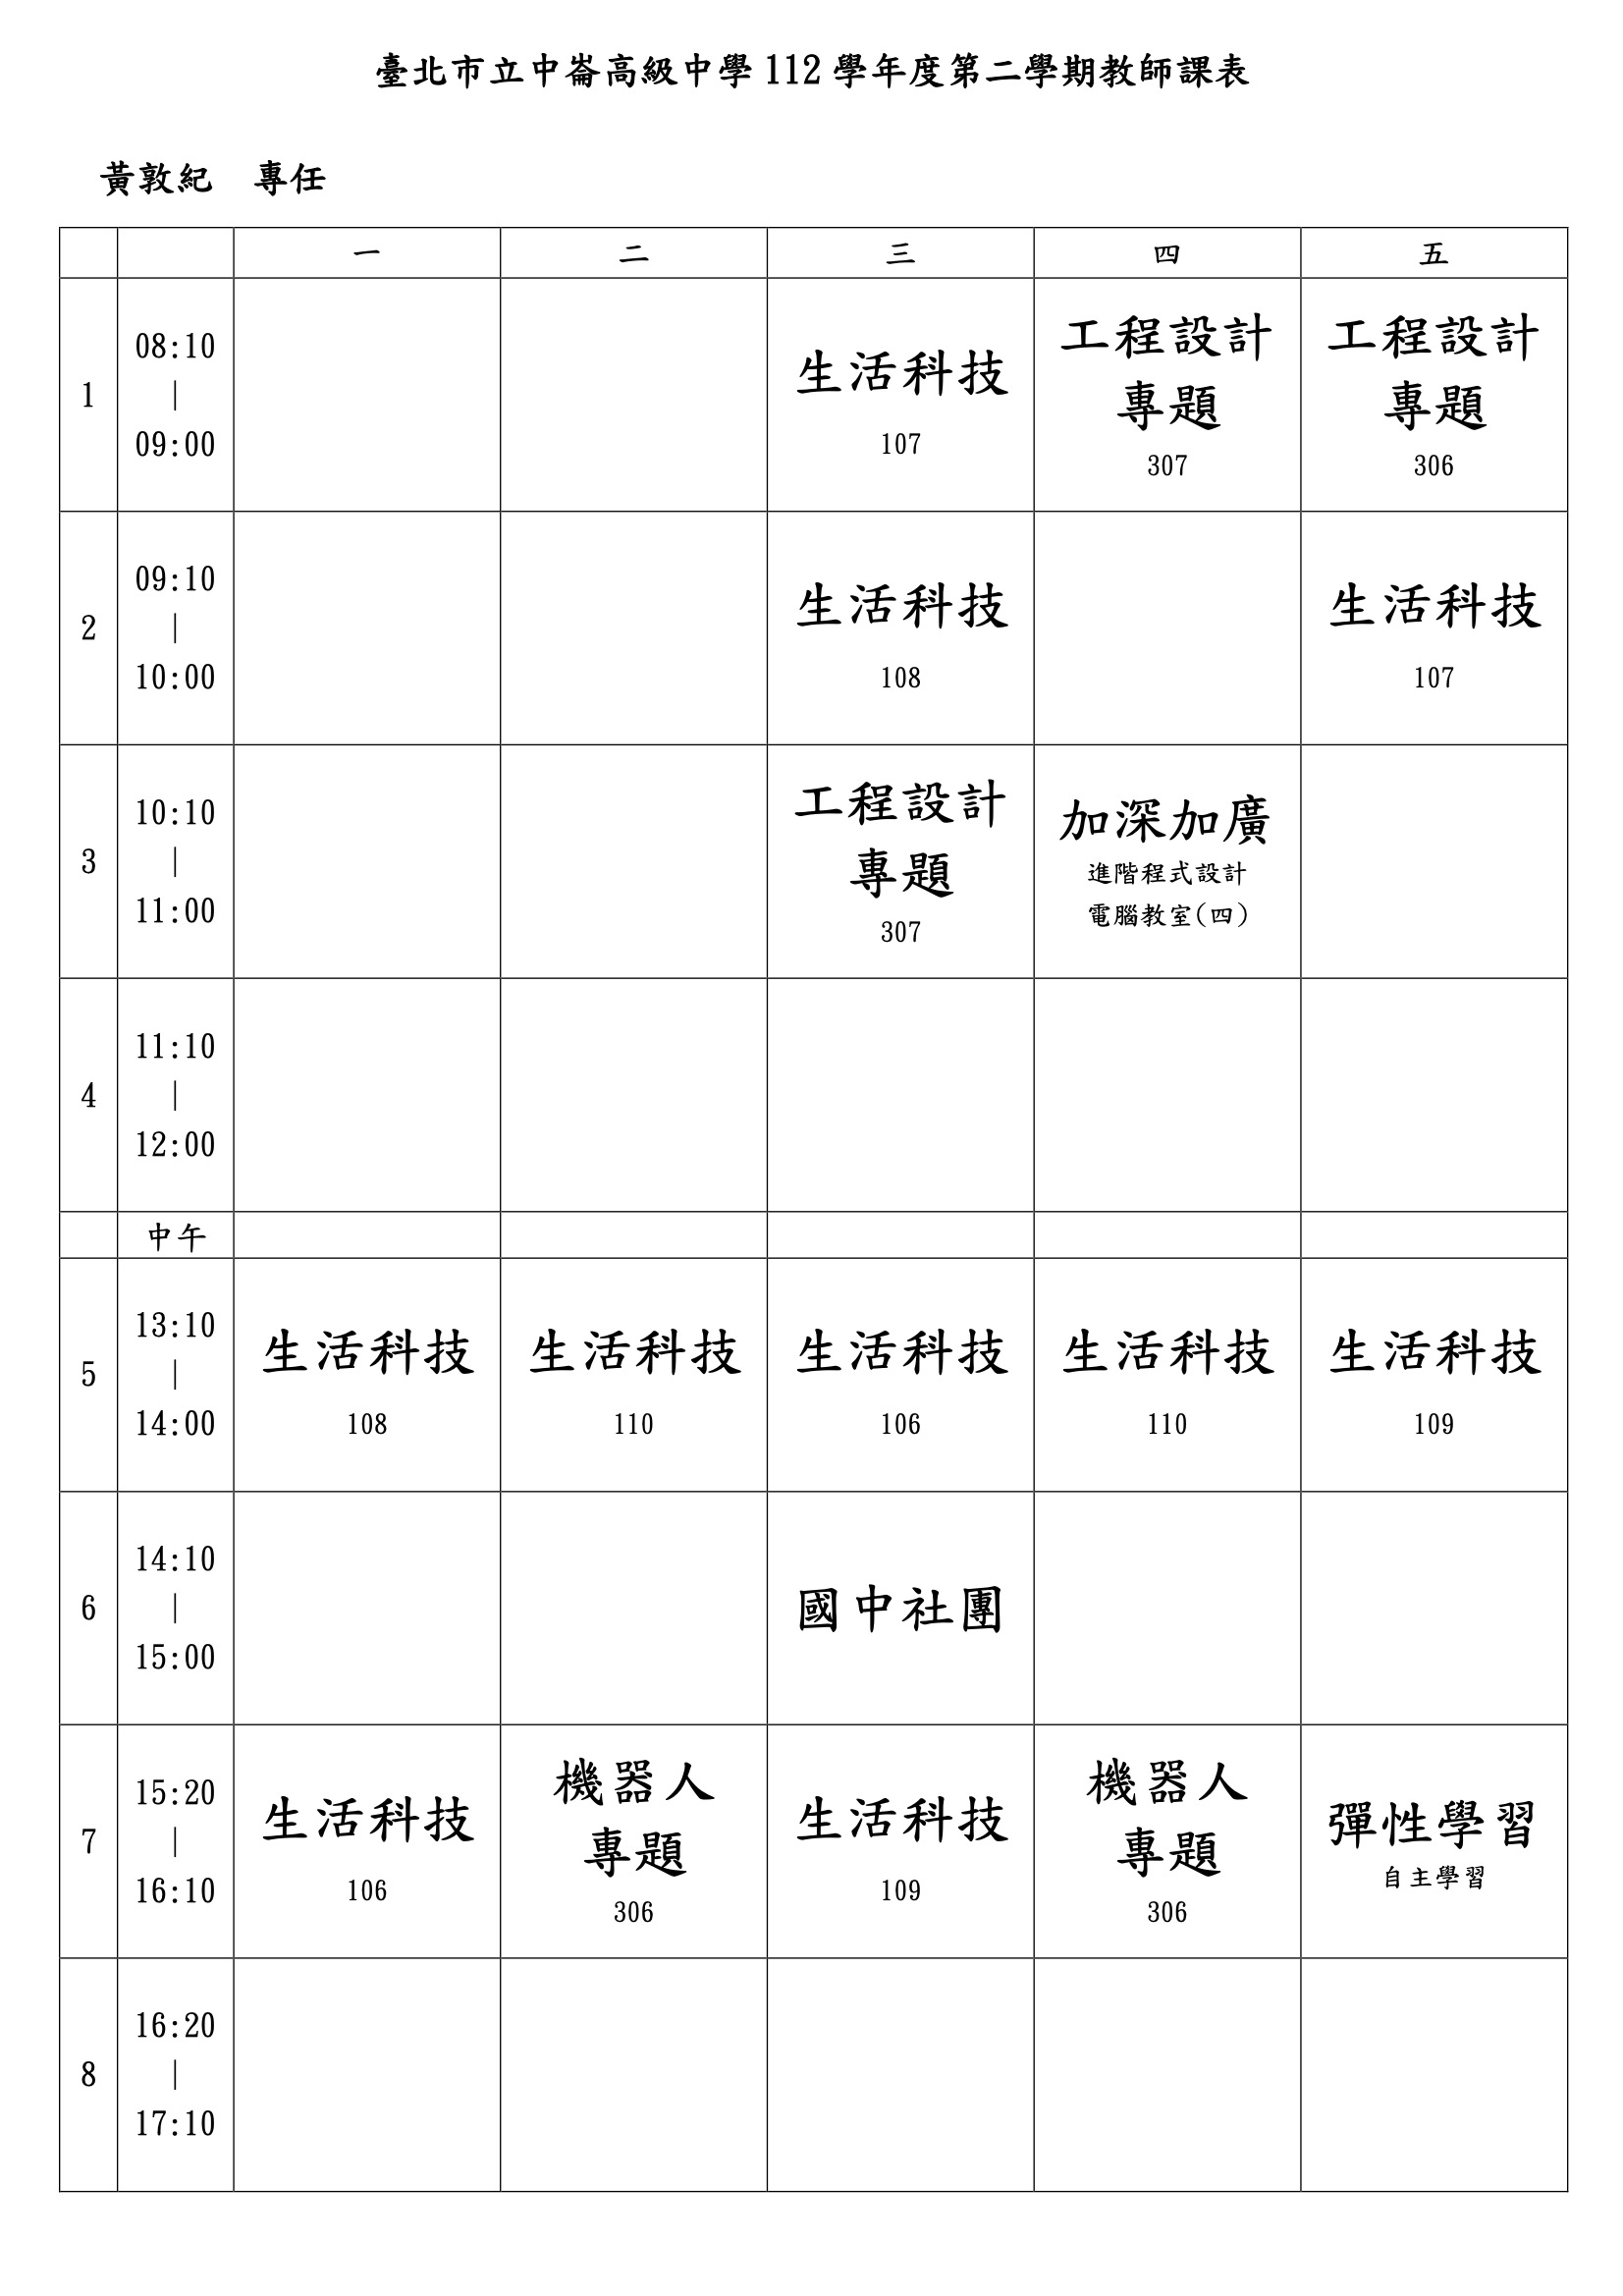 臺北市立中崙高級中學 112 學年度第二學期教師課表
黃敦紀 專任
一 二 三 四 五
1
08:10
|
09:00
生活科技
107
工程設計
專題
307
工程設計
專題
306
2
09:10
|
10:00
生活科技
108
生活科技
107
3
10:10
|
11:00
工程設計
專題
307
加深加廣
進階程式設計
電腦教室(四)
4
11:10
|
12:00
中午
5
13:10
|
14:00
生活科技
108
生活科技
110
生活科技
106
生活科技
110
生活科技
109
6
14:10
|
15:00
國中社團
7
15:20
|
16:10
生活科技
106
機器人
專題
306
生活科技
109
機器人
專題
306
彈性學習
自主學習
8
16:20
|
17:10